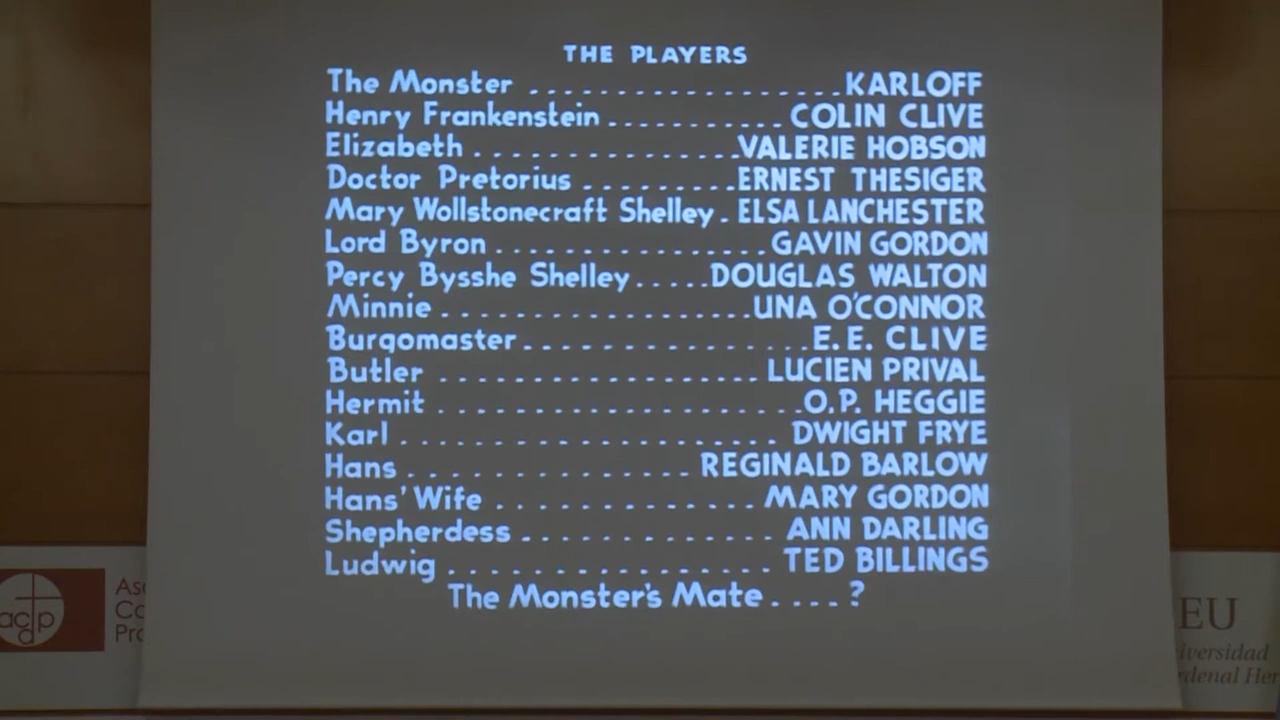 THE PLAYERS
The Monster .................. KARLOFF
Henry Frankenstein ........... COLIN CLIVE
Elizabeth ................ VALERIE HOBSON
Doctor Pretorius ......... ERNEST THESIGER
Mary Wollstonecraft Shelley . ELSA LANCHESTER
Lord Byron ................ GAVIN GORDON
Percy Bysshe Shelley ..... DOUGLAS WALTON
Minnie ................... UNA O'CONNOR
Burgomaster ................. E. E. CLIVE
Butler ................... LUCIEN PRIVAL
Hermit ...................... O.P. HEGGIE
Karl ....................... DWIGHT FRYE
Hans ................. REGINALD BARLOW
Hans' Wife ................ MARY GORDON
Shepherdess ............... ANN DARLING
Ludwig ................... TED BILLINGS
The Monster's Mate .... ?
acdp
EU